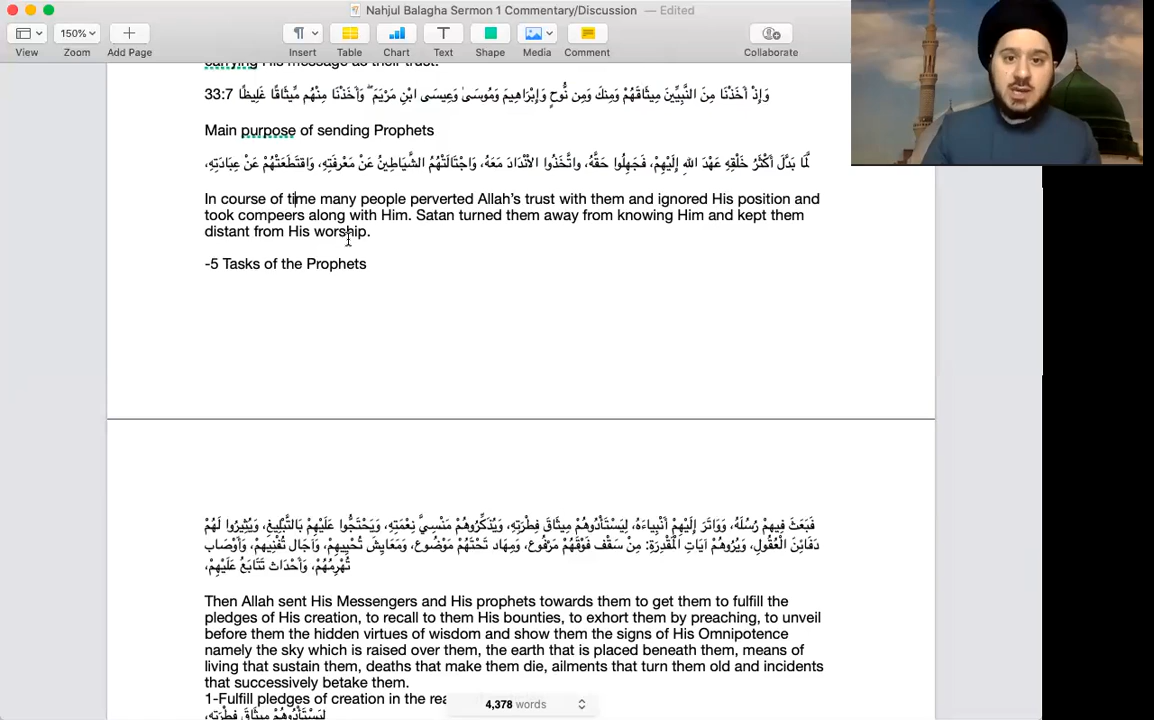 Nahjul Balagha Sermon 1 Commentary/Discussion — Edited
150%
View
Zoom
Add Page
Insert
Table
Chart
Text
Shape
Media
Comment
Collaborate
carrying His message as their trust.
33:7 وَإِذْ أَخَذْنَا مِنَ النَّبِيِّينَ مِيثَاقَهُمْ وَمِنكَ وَمِن نُّوحٍ وَإِبْرَاهِيمَ وَمُوسَىٰ وَعِيسَى ابْنِ مَرْيَمَ ۖ وَأَخَذْنَا مِنْهُم مِّيثَاقًا غَلِيظًا
Main purpose of sending Prophets
لَمَّا بَدَّلَ أَكْثَرُ خَلْقِهِ عَهْدَ اللهِ إِلَيْهِمْ، فَجَهِلُوا حَقَّهُ، واتَّخَذُوا الأَنْدَادَ مَعَهُ، وَاجْتَالَتْهُمُ الشَّيَاطِينُ عَنْ مَعْرِفَتِهِ، وَاقتَطَعَتْهُمْ عَنْ عِبَادَتِهِ،
In course of time many people perverted Allah's trust with them and ignored His position and
took compeers along with Him. Satan turned them away from knowing Him and kept them
distant from His worship.
-5 Tasks of the Prophets
فَبَعَثَ فِيهِمْ رُسُلَهُ، وَوَاتَرَ إِلَيْهِمْ أَنْبِيَاءَهُ، لِيَسْتَأْدُوهُمْ مِيثَاقَ فِطْرَتِهِ، وَيُذَكِّرُوهُمْ مَنْسِيَّ نِعْمَتِهِ، وَيَحْتَجُّوا عَلَيْهِمْ بَالتَّبْلِيغِ، وَيُثِيرُوا لَهُمْ
دَفَائِنَ الْعُقُولِ، وَيُرُوهُمْ آيَاتِ الْمَقْدِرَةِ: مِنْ سَقْف فَوْقَهُمْ مَرْفُوع، وَمِهَاد تَحْتَهُمْ مَوْضُوع، وَمَعَايِشَ تُحْيِيهِمْ، وَآجَال تُفْنِيهِمْ، وَأَوْصَاب
تُهْرِمُهُمْ، وَأَحْدَاث تَتَابَعُ عَلَيْهِمْ،
Then Allah sent His Messengers and His prophets towards them to get them to fulfill the
pledges of His creation, to recall to them His bounties, to exhort them by preaching, to unveil
before them the hidden virtues of wisdom and show them the signs of His Omnipotence
namely the sky which is raised over them, the earth that is placed beneath them, means of
living that sustain them, deaths that make them die, ailments that turn them old and incidents
that successively betake them.
1-Fulfill pledges of creation in the
4,378 words
لِيَسْتَأْدُوهُمْ مِيثَاقَ فِطْرَتِهِ،